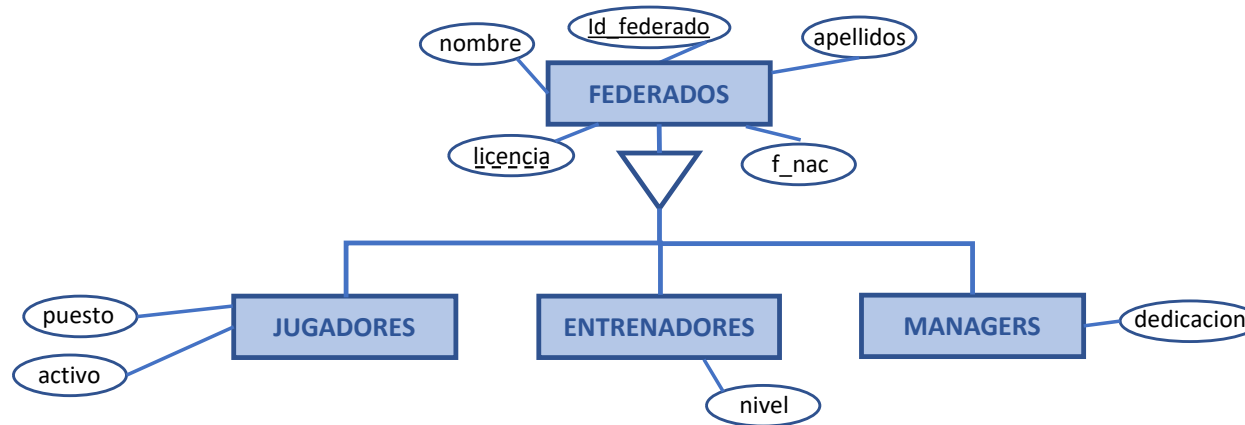 Id_federado
nombre
apellidos
FEDERADOS
licencia
f_nac
puesto
JUGADORES
ENTRENADORES
MANAGERS
dedicacion
activo
nivel